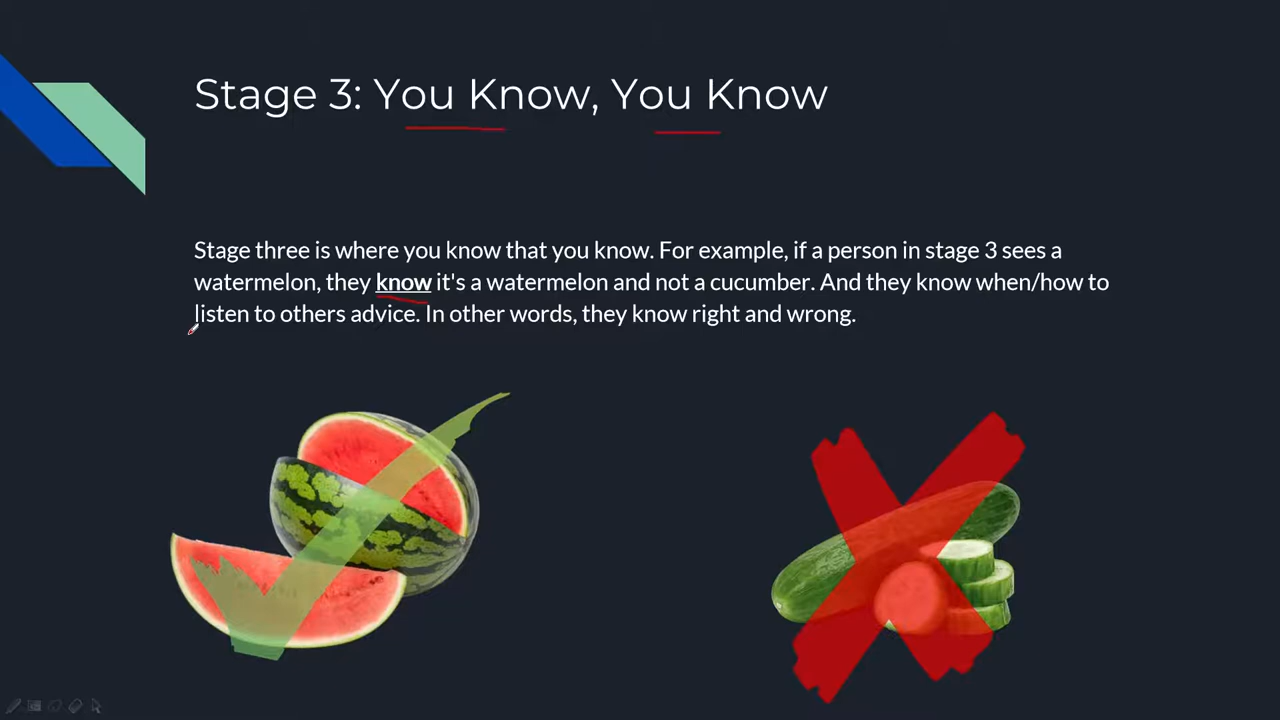 Stage 3: You Know, You Know
Stage three is where you know that you know. For example, if a person in stage 3 sees a
watermelon, they know it's a watermelon and not a cucumber. And they know when/how to
listen to others advice. In other words, they know right and wrong.